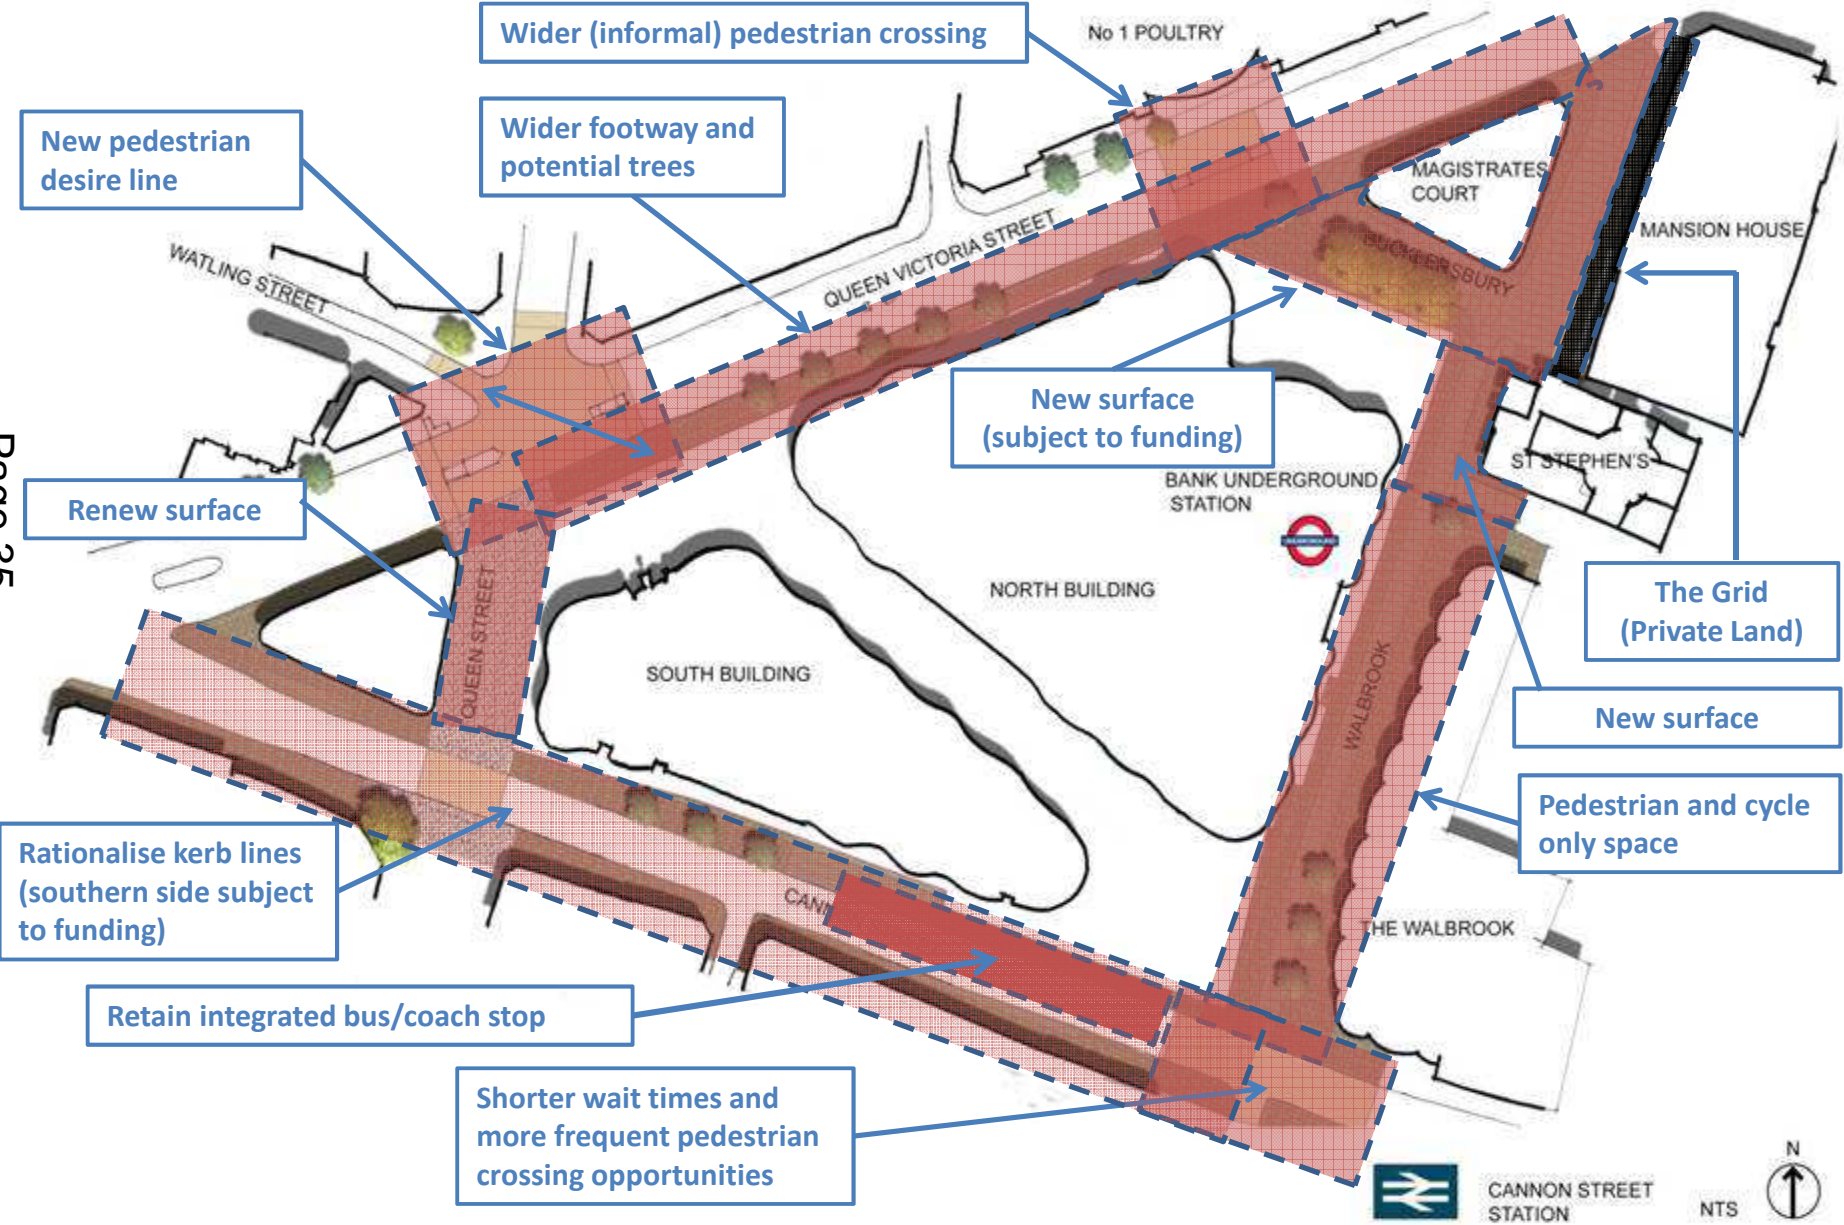 Wider (informal) pedestrian crossing
No 1 POULTRY
New pedestrian
desire line
Wider footway and
potential trees
MAGISTRATES
COURT
MANSION HOUSE
WATLING STREET
QUEEN VICTORIA STREET
BUCKLERSBURY
New surface
(subject to funding)
Page 25
Renew surface
BANK UNDERGROUND
STATION
ST STEPHEN'S
UNDERGROUND
NORTH BUILDING
The Grid
(Private Land)
QUEEN STREET
SOUTH BUILDING
WALBROOK
New surface
Pedestrian and cycle
only space
Rationalise kerb lines
(southern side subject
to funding)
CANN
THE WALBROOK
Retain integrated bus/coach stop
Shorter wait times and
more frequent pedestrian
crossing opportunities
CANNON STREET
STATION
NTS
N